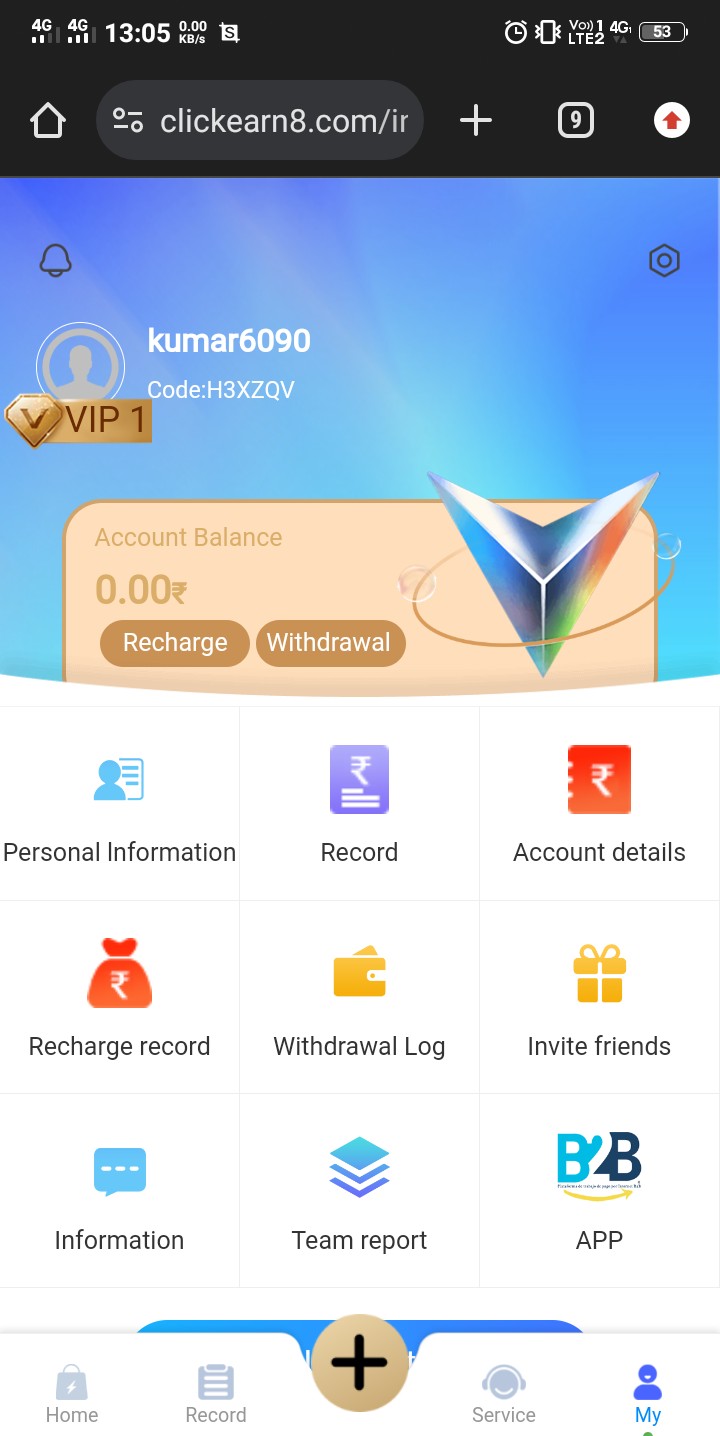 4G 4G 13:05 0.00 KB/s S Vo)) 1 LTE2 4G 53
clickearn8.com/ir
9
kumar6090
Code:H3XZQV
V VIP 1
Account Balance
0.00₹
Recharge Withdrawal
Personal Information Record Account details
Recharge record Withdrawal Log Invite friends
B2B
Information Team report APP
Home Record Service My